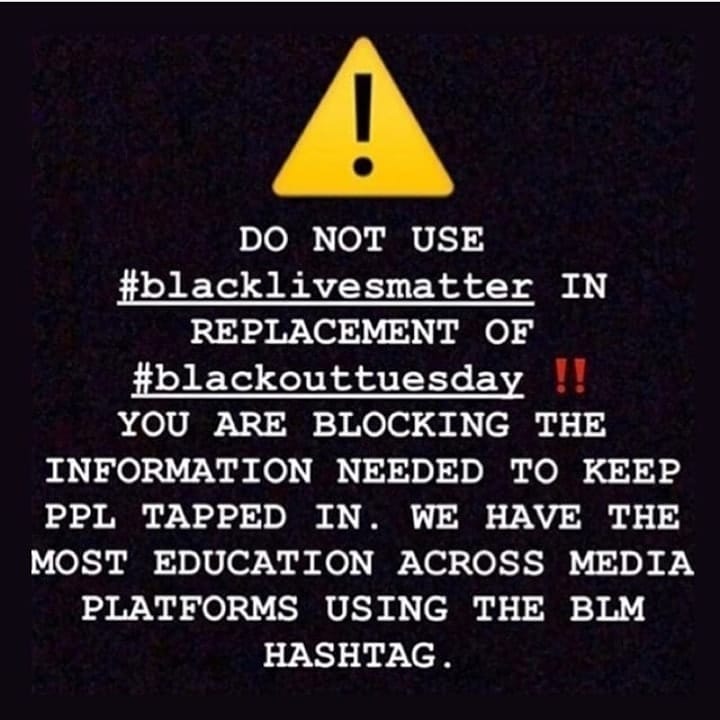 DO NOT USE
#blacklivesmatter IN
REPLACEMENT OF
#blackouttuesday ‼️
YOU ARE BLOCKING THE
INFORMATION NEEDED TO KEEP
PPL TAPPED IN. WE HAVE THE
MOST EDUCATION ACROSS MEDIA
PLATFORMS USING THE BLM
HASHTAG.